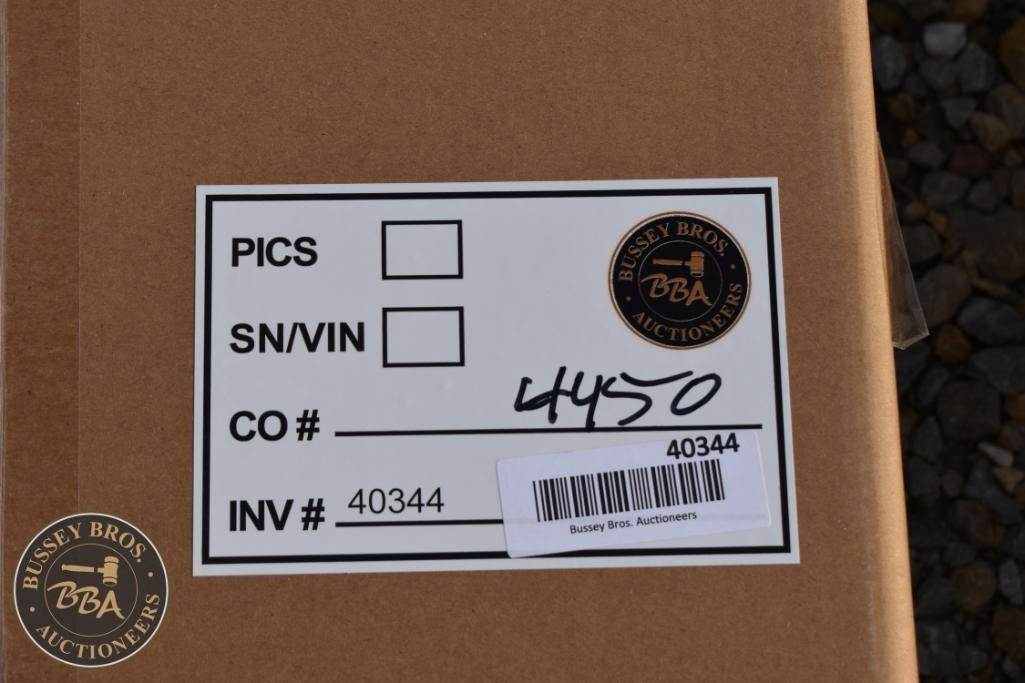 PICS
BUSSEY BROS.
BBA
AUCTIONEERS
SN/VIN
CO # 4450
INV # 40344
40344
Bussey Bros. Auctioneers
BUSSEY BROS.
BBA
AUCTIONEERS